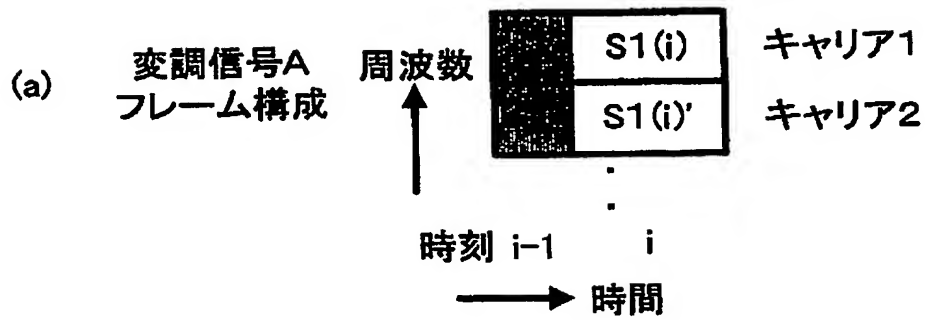 (a) 変調信号A 周波数 S1(i) キャリア1
フレーム構成 S1(i)' キャリア2
時刻 i-1 i
時間